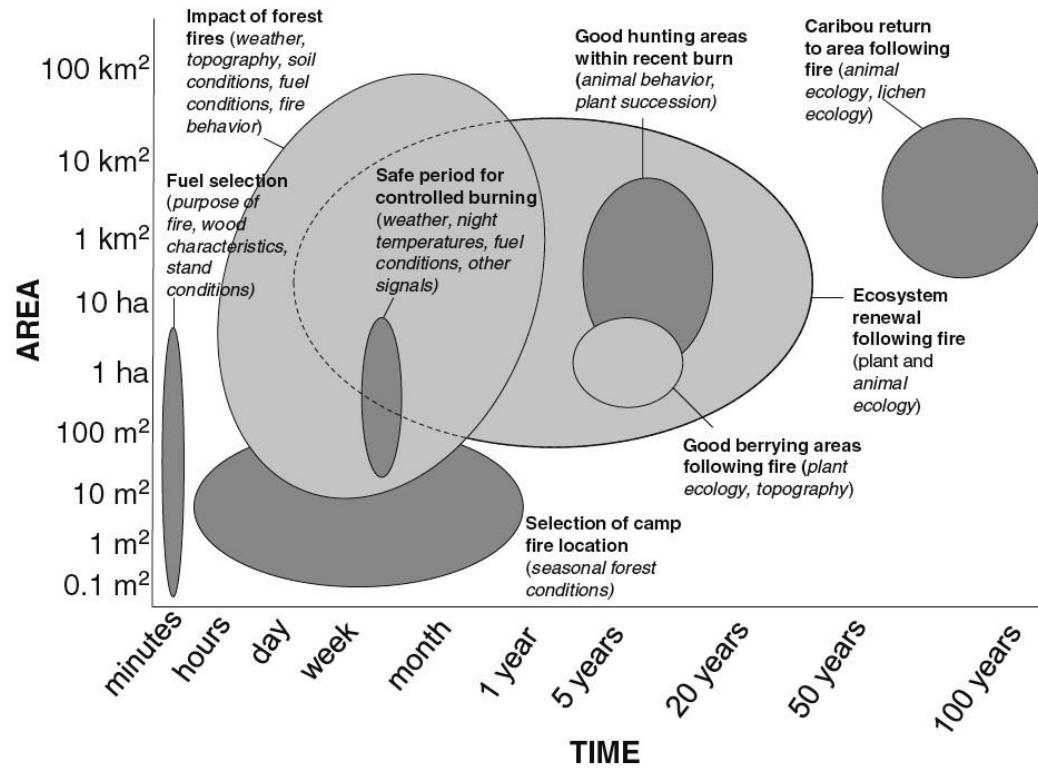 Impact of forest
fires (weather,
topography, soil
conditions, fuel
conditions, fire
behavior)
Good hunting areas
within recent burn
(animal behavior,
plant succession)
Caribou return
to area following
fire (animal
ecology, lichen
ecology)
Fuel selection
(purpose of
fire, wood
characteristics,
stand
conditions)
Safe period for
controlled burning
(weather, night
temperatures, fuel
conditions, other
signals)
Ecosystem
renewal
following fire
(plant and
animal
ecology)
Good berrying areas
following fire (plant
ecology, topography)
Selection of camp
fire location
(seasonal forest
conditions)
AREA
100 km²
10 km²
1 km²
10 ha
1 ha
100 m²
10 m²
1 m²
0.1 m²
minutes
hours
day
week
month
1 year
5 years
20 years
50 years
100 years
TIME